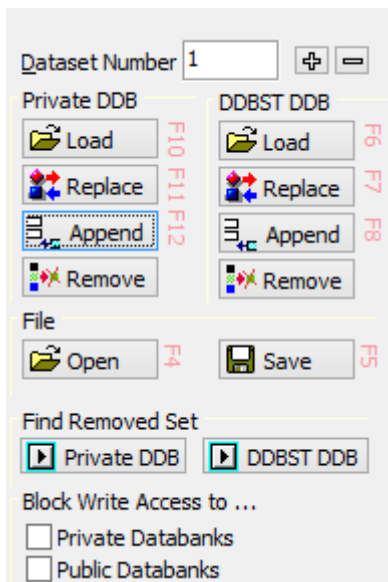 Dataset Number 1
Private DDB DDBST DDB
Load F10 Load F6
Replace F11 Replace F7
Append F12 Append F8
Remove Remove
File
Open F4 Save F5
Find Removed Set
Private DDB DDBST DDB
Block Write Access to ...
Private Databanks
Public Databanks